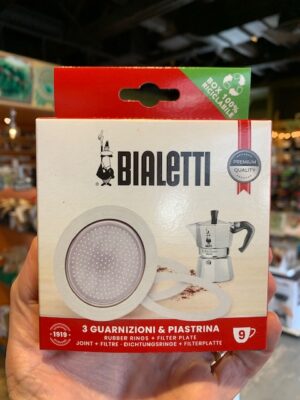 BOX 100%
RICICLABILE
BIALETTI
PREMIUM
QUALITY
3 GUARNIZIONI & PIASTRINA
RUBBER RINGS + FILTER PLATE
JOINT + FILTRE · DICHTUNGSRINGE + FILTERPLATTE
1919
9